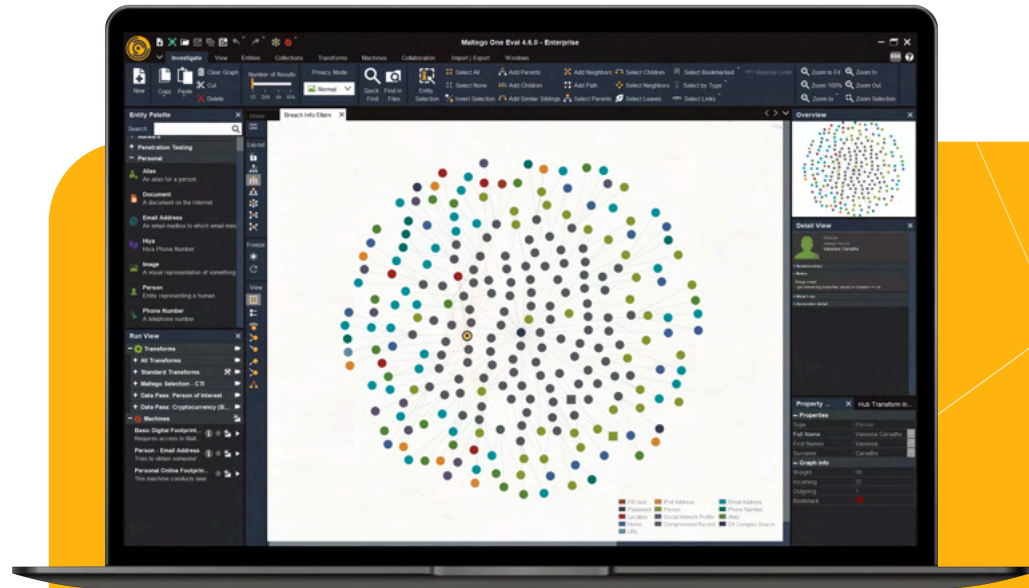 Maltego One Eval 4.6.0 - Enterprise
Investigate View Entities Collections Transforms Machines Collaboration Import | Export Windows
New Copy Paste Clear Graph Cut Delete
Number of Results
Privacy Mode
Normal
Quick Find Find in Files
Entity Selection
Select All Add Parents Add Neighbors Select Children Select Bookmarked Reverse Links
Select None Add Children Add Path Select Neighbors Select by Type
Invert Selection Add Similar Siblings Select Parents Select Leaves Select Links
Zoom to Fit Zoom In
Zoom 100% Zoom Out
Zoom to Zoom Selection
Entity Palette
Search
Penetration Testing
Personal
Alias
An alias for a person
Document
A document on the Internet
Email Address
An email mailbox to which email mes
Hiya
Hiya Phone Number
Image
A visual representation of something
Person
Entity representing a human
Phone Number
A telephone number
Run View
Transforms
All Transforms
Standard Transforms
Maltego Selection - CTI
Data Pass: Person of Interest
Data Pass: Cryptocurrency (B...
Machines
Basic Digital Footprint...
Requires access to Malt...
Person - Email Address
Tries to obtain someone'
Personal Online Footprin...
This machine conducts sear
Home
Breach Info Eltern
Layout
Freeze
View
Overview
Detail View
Person
Vanessa Carvalho
Property ...
Hub Transform in...
Properties
Type Person
Full Name Vanessa Carvalho
First Names Vanessa
Surname Carvalho
Graph info
Weight
Incoming
Outgoing
Bookmark
IPv4 Address Email Address
Password Person Phone Number
Location Social Network Profile Alias
Home Compromised Record DX Complex Search
URL